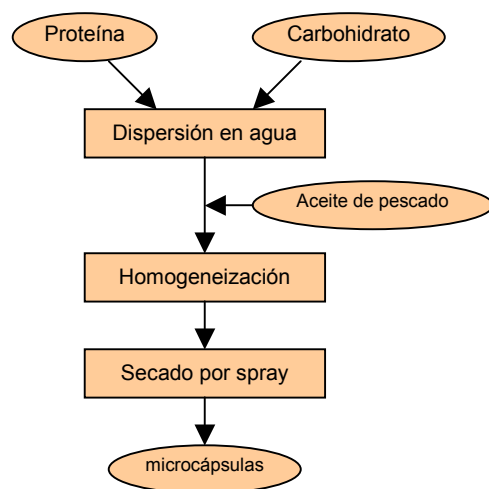 Proteína
Carbohidrato
Dispersión en agua
Aceite de pescado
Homogeneización
Secado por spray
microcápsulas